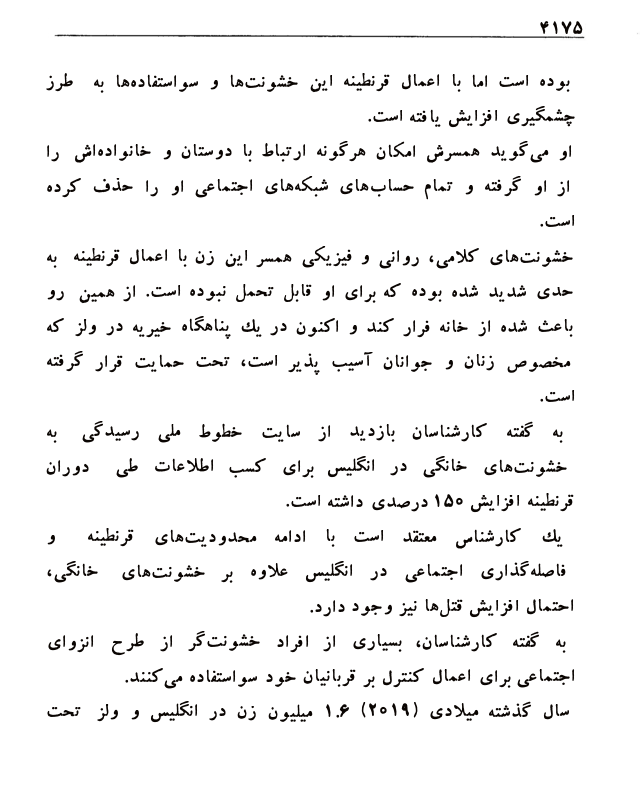 ۴۱۷۵
بوده است اما با اعمال قرنطینه این خشونت‌ها و سواستفاده‌ها به طرز
چشمگیری افزایش یافته است.
او می‌گوید همسرش امکان هرگونه ارتباط با دوستان و خانواده‌اش را
از او گرفته و تمام حساب‌های شبکه‌های اجتماعی او را حذف کرده
است.
خشونت‌های کلامی، روانی و فیزیکی همسر این زن با اعمال قرنطینه به
حدی شدید شده بوده که برای او قابل تحمل نبوده است. از همین رو
باعث شده از خانه فرار کند و اکنون در یك پناهگاه خیریه در ولز که
مخصوص زنان و جوانان آسیب پذیر است، تحت حمایت قرار گرفته
است.
به گفته کارشناسان بازدید از سایت خطوط ملی رسیدگی به
خشونت‌های خانگی در انگلیس برای کسب اطلاعات طی دوران
قرنطینه افزایش ۱۵۰ درصدی داشته است.
یك کارشناس معتقد است با ادامه محدودیت‌های قرنطینه و
فاصله‌گذاری اجتماعی در انگلیس علاوه بر خشونت‌های خانگی،
احتمال افزایش قتل‌ها نیز وجود دارد.
به گفته کارشناسان، بسیاری از افراد خشونت‌گر از طرح انزوای
اجتماعی برای اعمال کنترل بر قربانیان خود سواستفاده می‌کنند.
سال گذشته میلادی (۲۰۱۹) ۱.۶ میلیون زن در انگلیس و ولز تحت